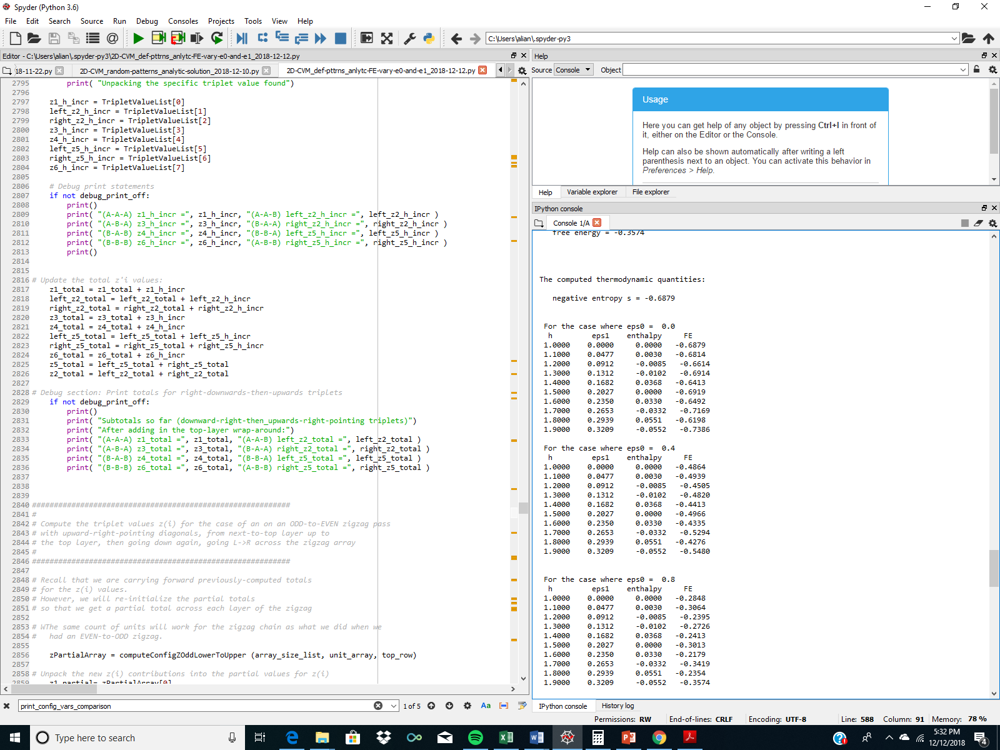 Spyder (Python 3.6)
File Edit Search Source Run Debug Consoles Projects Tools View Help
C:\Users\alian\.spyder-py3
Editor - C:\Users\alian\.spyder-py3\2D-CVM_def-pttrns_anlytc-FE-vary-e0-and-e1_2018-12-12.py
18-11-22.py 2D-CVM_random-patterns_analytic-solution_2018-12-10.py 2D-CVM_def-pttrns_anlytc-FE-vary-e0-and-e1_2018-12-12.py
2795         print( "Unpacking the specific triplet value found")
2796
2797     z1_h_incr = TripletValueList[0]
2798     left_z2_h_incr = TripletValueList[1]
2799     right_z2_h_incr = TripletValueList[2]
2800     z3_h_incr = TripletValueList[3]
2801     z4_h_incr = TripletValueList[4]
2802     left_z5_h_incr = TripletValueList[5]
2803     right_z5_h_incr = TripletValueList[6]
2804     z6_h_incr = TripletValueList[7]
2805
2806     # Debug print statements
2807     if not debug_print_off:
2808         print()
2809         print( "(A-A-A) z1_h_incr =", z1_h_incr, "(A-A-B) left_z2_h_incr =", left_z2_h_incr )
2810         print( "(A-B-A) z3_h_incr =", z3_h_incr, "(B-A-A) right_z2_h_incr =", right_z2_h_incr )
2811         print( "(B-A-B) z4_h_incr =", z4_h_incr, "(B-B-A) left_z5_h_incr =", left_z5_h_incr )
2812         print( "(B-B-B) z6_h_incr =", z6_h_incr, "(A-B-B) right_z5_h_incr =", right_z5_h_incr )
2813         print()
2814
2815
2816 # Update the total z'i values:
2817     z1_total = z1_total + z1_h_incr
2818     left_z2_total = left_z2_total + left_z2_h_incr
2819     right_z2_total = right_z2_total + right_z2_h_incr
2820     z3_total = z3_total + z3_h_incr
2821     z4_total = z4_total + z4_h_incr
2822     left_z5_total = left_z5_total + left_z5_h_incr
2823     right_z5_total = right_z5_total + right_z5_h_incr
2824     z6_total = z6_total + z6_h_incr
2825     z5_total = left_z5_total + right_z5_total
2826     z2_total = left_z2_total + right_z2_total
2827
2828 # Debug section: Print totals for right-downwards-then-upwards triplets
2829     if not debug_print_off:
2830         print()
2831         print( "Subtotals so far (downward-right-then_upwards-right-pointing triplets)")
2832         print( "After adding in the top-layer wrap-around:")
2833         print( "(A-A-A) z1_total =", z1_total, "(A-A-B) left_z2_total =", left_z2_total )
2834         print( "(A-B-A) z3_total =", z3_total, "(B-A-A) right_z2_total =", right_z2_total )
2835         print( "(B-A-B) z4_total =", z4_total, "(B-B-A) left_z5_total =", left_z5_total )
2836         print( "(B-B-B) z6_total =", z6_total, "(A-B-B) right_z5_total =", right_z5_total )
2837
2838
2839
2840 ###########################################################
2841 #
2842 # Compute the triplet values z(i) for the case of an on an ODD-to-EVEN zigzag pass
2843 # with upward-right-pointing diagonals, from next-to-top layer up to
2844 # the top layer, then going down again, going L->R across the zigzag array
2845 #
2846 ###########################################################
2847
2848 # Recall that we are carrying forward previously-computed totals
2849 # for the z(i) values.
2850 # However, we will re-initialize the partial totals
2851 # so that we get a partial total across each layer of the zigzag
2852
2853 # WThe same count of units will work for the zigzag chain as what we did when we
2854 #   had an EVEN-to-ODD zigzag.
2855
2856     zPartialArray = computeConfigZOddLowerToUpper (array_size_list, unit_array, top_row)
2857
2858 # Unpack the new z(i) contributions into the partial values for z(i)
2859     z1_partial= zPartialArray[0]
print_config_vars_comparison 1 of 5 Aa
Help
Source Console Object
Usage
Here you can get help of any object by pressing Ctrl+I in front of
it, either on the Editor or the Console.
Help can also be shown automatically after writing a left
parenthesis next to an object. You can activate this behavior in
Preferences > Help.
Help Variable explorer File explorer
IPython console
Console 1/A
free energy = -0.3574
The computed thermodynamic quantities:
negative entropy s = -0.6879
For the case where eps0 =  0.0
h eps1 enthalpy FE
1.0000 0.0000 0.0000 -0.6879
1.1000 0.0477 0.0030 -0.6814
1.2000 0.0912 -0.0085 -0.6614
1.3000 0.1312 -0.0102 -0.6914
1.4000 0.1682 0.0368 -0.6413
1.5000 0.2027 0.0000 -0.6919
1.6000 0.2350 0.0330 -0.6492
1.7000 0.2653 -0.0332 -0.7169
1.8000 0.2939 0.0551 -0.6198
1.9000 0.3209 -0.0552 -0.7386
For the case where eps0 =  0.4
h eps1 enthalpy FE
1.0000 0.0000 0.0000 -0.4864
1.1000 0.0477 0.0030 -0.4939
1.2000 0.0912 -0.0085 -0.4505
1.3000 0.1312 -0.0102 -0.4820
1.4000 0.1682 0.0368 -0.4413
1.5000 0.2027 0.0000 -0.4966
1.6000 0.2350 0.0330 -0.4335
1.7000 0.2653 -0.0332 -0.5294
1.8000 0.2939 0.0551 -0.4276
1.9000 0.3209 -0.0552 -0.5480
For the case where eps0 =  0.8
h eps1 enthalpy FE
1.0000 0.0000 0.0000 -0.2848
1.1000 0.0477 0.0030 -0.3064
1.2000 0.0912 -0.0085 -0.2395
1.3000 0.1312 -0.0102 -0.2726
1.4000 0.1682 0.0368 -0.2413
1.5000 0.2027 0.0000 -0.3013
1.6000 0.2350 0.0330 -0.2179
1.7000 0.2653 -0.0332 -0.3419
1.8000 0.2939 0.0551 -0.2354
1.9000 0.3209 -0.0552 -0.3574
IPython console History log
Permissions: RW End-of-lines: CRLF Encoding: UTF-8 Line: 588 Column: 91 Memory: 78 %
Type here to search
5:32 PM
12/12/2018
4